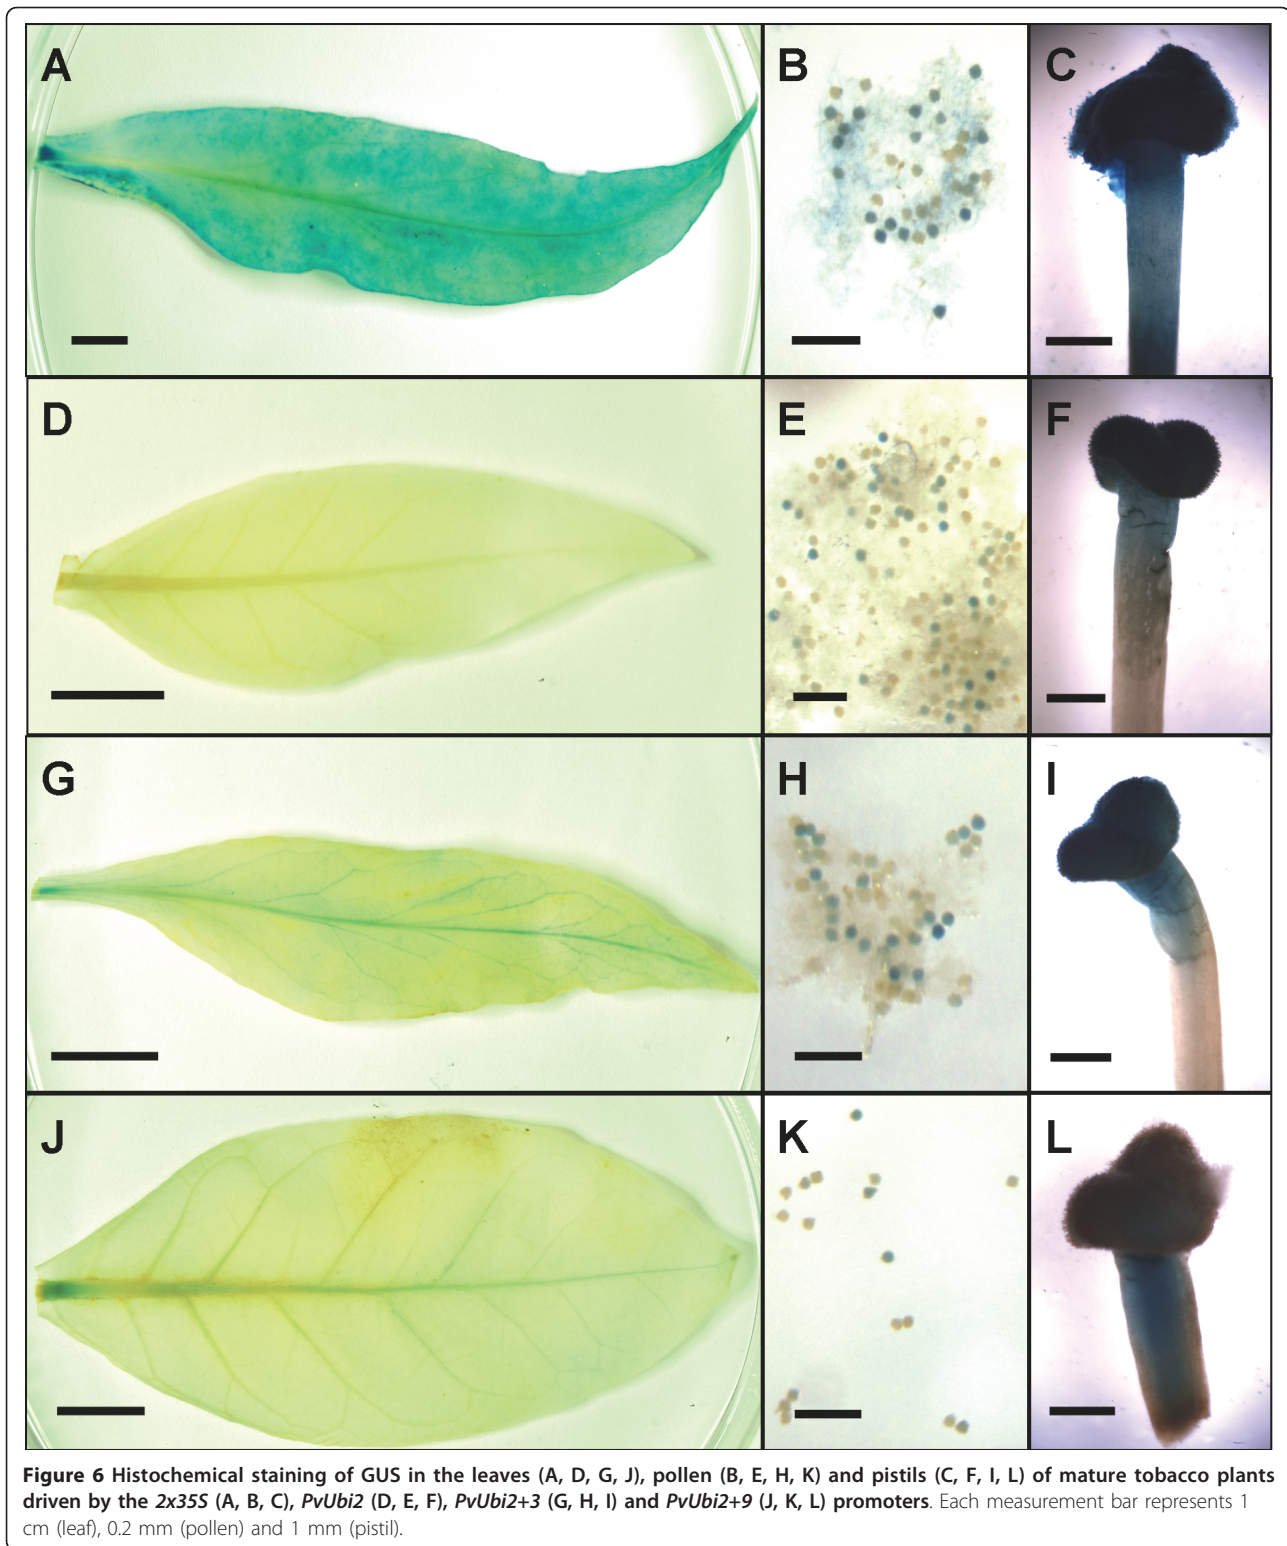 A
B
C
D
E
F
G
H
I
J
K
L
Figure 6 Histochemical staining of GUS in the leaves (A, D, G, J), pollen (B, E, H, K) and pistils (C, F, I, L) of mature tobacco plants
driven by the 2x35S (A, B, C), PvUbi2 (D, E, F), PvUbi2+3 (G, H, I) and PvUbi2+9 (J, K, L) promoters. Each measurement bar represents 1
cm (leaf), 0.2 mm (pollen) and 1 mm (pistil).